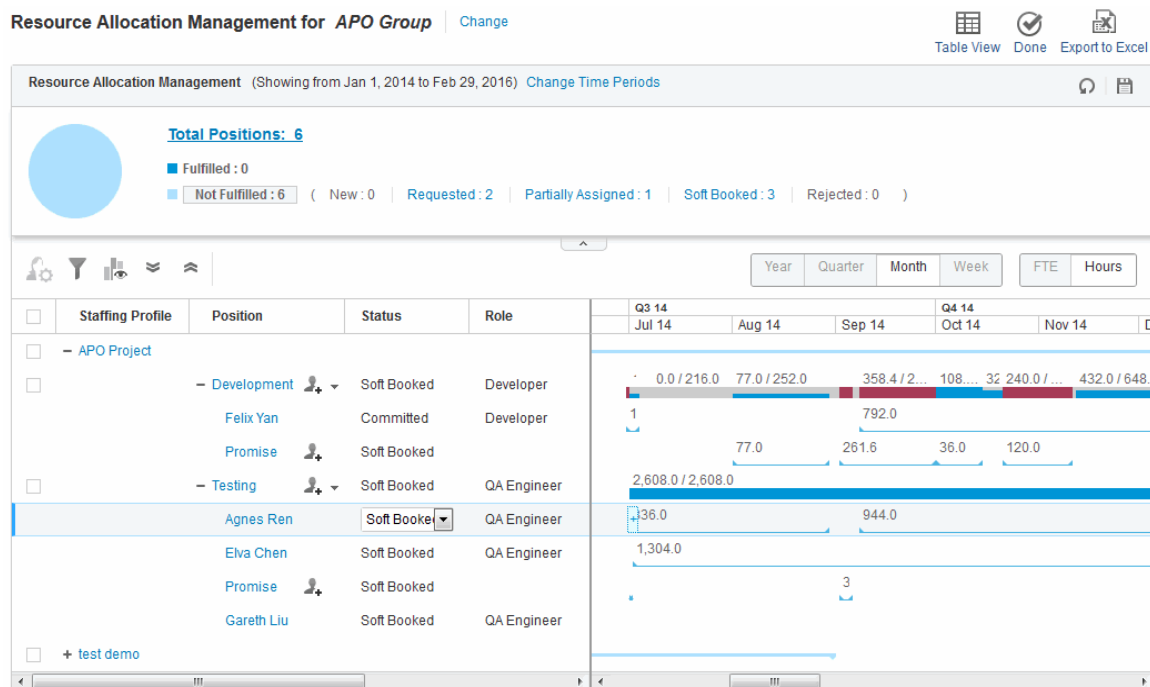 Resource Allocation Management for APO Group Change
Table View Done Export to Excel
Resource Allocation Management (Showing from Jan 1, 2014 to Feb 29, 2016) Change Time Periods
Total Positions: 6
Fulfilled : 0
Not Fulfilled : 6 ( New : 0 Requested : 2 Partially Assigned : 1 Soft Booked : 3 Rejected : 0 )
Year Quarter Month Week FTE Hours
Staffing Profile Position Status Role
Q3 14 Q4 14
Jul 14 Aug 14 Sep 14 Oct 14 Nov 14 D
− APO Project
− Development Soft Booked Developer 0.0 / 216.0 77.0 / 252.0 358.4 / 2... 108.... 32 240.0 / ... 432.0 / 648.
Felix Yan Committed Developer 1 792.0
Promise Soft Booked 77.0 261.6 36.0 120.0
− Testing Soft Booked QA Engineer 2,608.0 / 2,608.0
Agnes Ren Soft Booke QA Engineer 36.0 944.0
Elva Chen Soft Booked QA Engineer 1,304.0
Promise Soft Booked 3
Gareth Liu Soft Booked QA Engineer
+ test demo